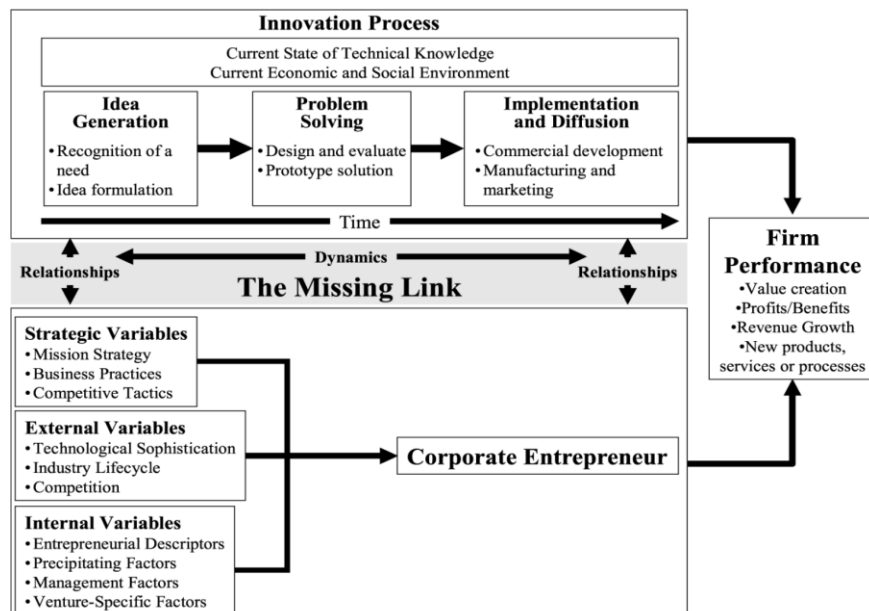 Innovation Process
Current State of Technical Knowledge
Current Economic and Social Environment
Idea
Generation
• Recognition of a
need
• Idea formulation
Problem
Solving
• Design and evaluate
• Prototype solution
Implementation
and Diffusion
• Commercial development
• Manufacturing and
marketing
Time
Relationships
Dynamics
Relationships
The Missing Link
Strategic Variables
• Mission Strategy
• Business Practices
• Competitive Tactics
External Variables
• Technological Sophistication
• Industry Lifecycle
• Competition
Internal Variables
• Entrepreneurial Descriptors
• Precipitating Factors
• Management Factors
• Venture-Specific Factors
Corporate Entrepreneur
Firm
Performance
•Value creation
•Profits/Benefits
•Revenue Growth
•New products,
services or processes